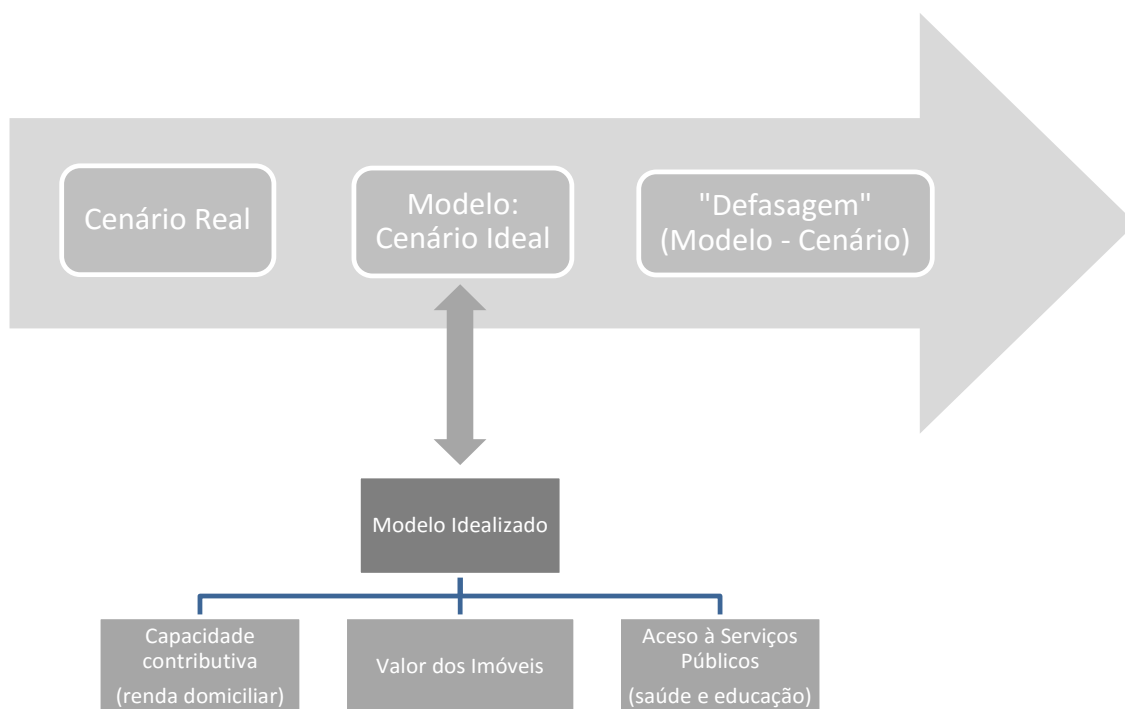 Cenário Real
Modelo:
Cenário Ideal
"Defasagem"
(Modelo - Cenário)
Modelo Idealizado
Capacidade
contributiva
(renda domiciliar)
Valor dos Imóveis
Aceso à Serviços
Públicos
(saúde e educação)